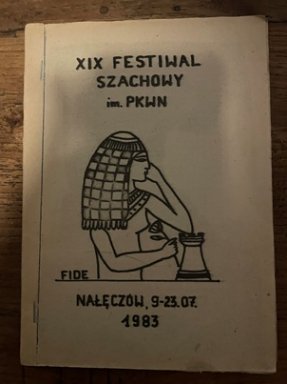 XIX FESTIWAL
SZACHOWY
im. PKWN
FIDE
NAŁĘCZÓW, 9-23.07.
1983